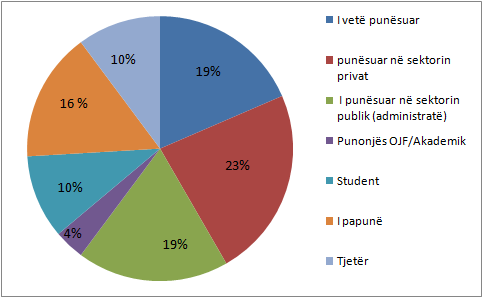 19%
23%
19%
4%
10%
16 %
10%
I vetë punësuar
punësuar në sektorin
privat
I punësuar në sektorin
publik (administratë)
Punonjës OJF/Akademik
Student
I papunë
Tjetër